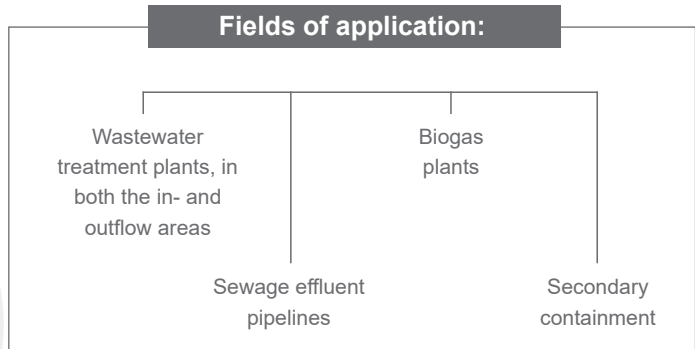 Fields of application:
Wastewater
treatment plants, in
both the in- and
outflow areas
Sewage effluent
pipelines
Biogas
plants
Secondary
containment